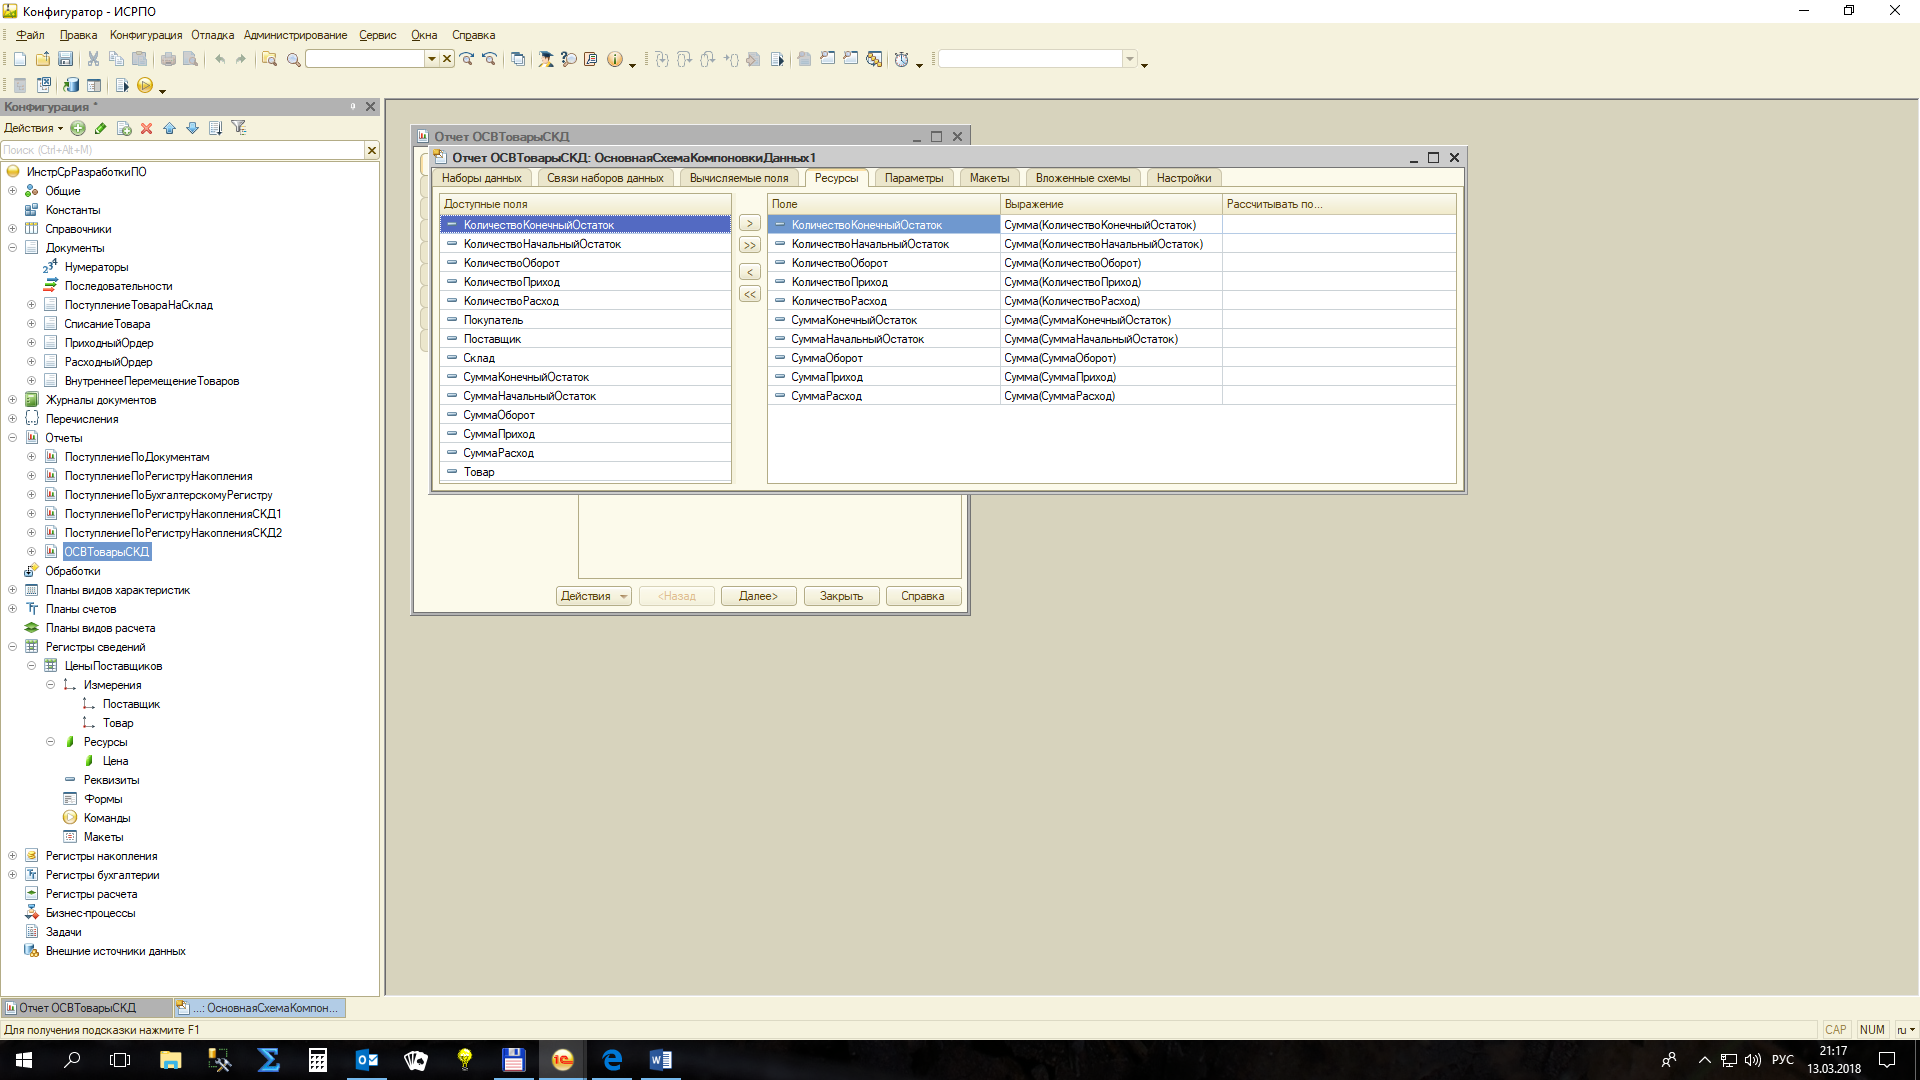 Конфигуратор - ИСРПО
Файл Правка Конфигурация Отладка Администрирование Сервис Окна Справка
Конфигурация *
Действия
Поиск (Ctrl+Alt+M)
ИнстрСрРазработкиПО
Общие
Константы
Справочники
Документы
Нумераторы
Последовательности
ПоступлениеТовараНаСклад
СписаниеТовара
ПриходныйОрдер
РасходныйОрдер
ВнутреннееПеремещениеТоваров
Журналы документов
Перечисления
Отчеты
ПоступлениеПоДокументам
ПоступлениеПоРегиструНакопления
ПоступлениеПоБухгалтерскомуРегистру
ПоступлениеПоРегиструНакопленияСКД1
ПоступлениеПоРегиструНакопленияСКД2
ОСВТоварыСКД
Обработки
Планы видов характеристик
Планы счетов
Планы видов расчета
Регистры сведений
ЦеныПоставщиков
Измерения
Поставщик
Товар
Ресурсы
Цена
Реквизиты
Формы
Команды
Макеты
Регистры накопления
Регистры бухгалтерии
Регистры расчета
Бизнес-процессы
Задачи
Внешние источники данных
Отчет ОСВТоварыСКД
Отчет ОСВТоварыСКД: ОсновнаяСхемаКомпоновкиДанных1
Наборы данных Связи наборов данных Вычисляемые поля Ресурсы Параметры Макеты Вложенные схемы Настройки
Доступные поля
КоличествоКонечныйОстаток
КоличествоНачальныйОстаток
КоличествоОборот
КоличествоПриход
КоличествоРасход
Покупатель
Поставщик
Склад
СуммаКонечныйОстаток
СуммаНачальныйОстаток
СуммаОборот
СуммаПриход
СуммаРасход
Товар
>
>>
<
<<
Поле Выражение Рассчитывать по...
КоличествоКонечныйОстаток Сумма(КоличествоКонечныйОстаток)
КоличествоНачальныйОстаток Сумма(КоличествоНачальныйОстаток)
КоличествоОборот Сумма(КоличествоОборот)
КоличествоПриход Сумма(КоличествоПриход)
КоличествоРасход Сумма(КоличествоРасход)
СуммаКонечныйОстаток Сумма(СуммаКонечныйОстаток)
СуммаНачальныйОстаток Сумма(СуммаНачальныйОстаток)
СуммаОборот Сумма(СуммаОборот)
СуммаПриход Сумма(СуммаПриход)
СуммаРасход Сумма(СуммаРасход)
Действия <Назад Далее> Закрыть Справка
Отчет ОСВТоварыСКД ...: ОсновнаяСхемаКомпон...
Для получения подсказки нажмите F1 CAP NUM ru
РУС 21:17
13.03.2018